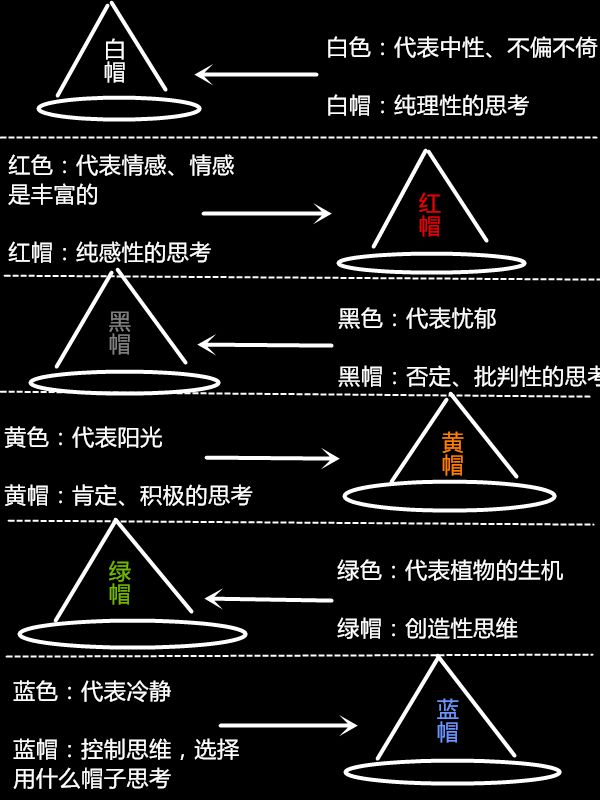 白帽
白色：代表中性、不偏不倚
白帽：纯理性的思考
红色：代表情感、情感
是丰富的
红帽：纯感性的思考
红帽
黑帽
黑色：代表忧郁
黑帽：否定、批判性的思考
黄色：代表阳光
黄帽：肯定、积极的思考
黄帽
绿帽
绿色：代表植物的生机
绿帽：创造性思维
蓝色：代表冷静
蓝帽：控制思维，选择
用什么帽子思考
蓝帽